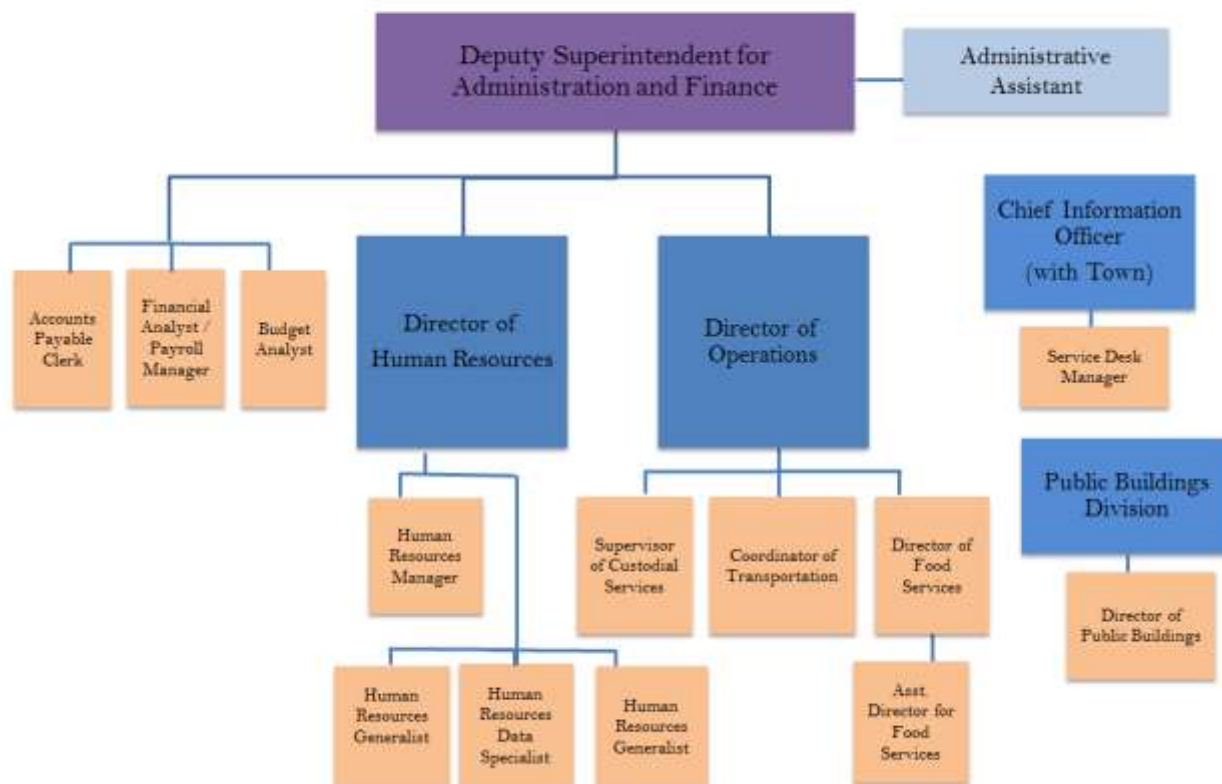 Deputy Superintendent for
Administration and Finance
Administrative
Assistant
Chief Information
Officer
(with Town)
Accounts
Payable
Clerk
Financial
Analyst /
Payroll
Manager
Budget
Analyst
Director of
Human Resources
Director of
Operations
Service Desk
Manager
Public Buildings
Division
Human
Resources
Manager
Supervisor
of Custodial
Services
Coordinator of
Transportation
Director of
Food
Services
Director of
Public Buildings
Human
Resources
Generalist
Human
Resources
Data
Specialist
Human
Resources
Generalist
Asst.
Director for
Food
Services